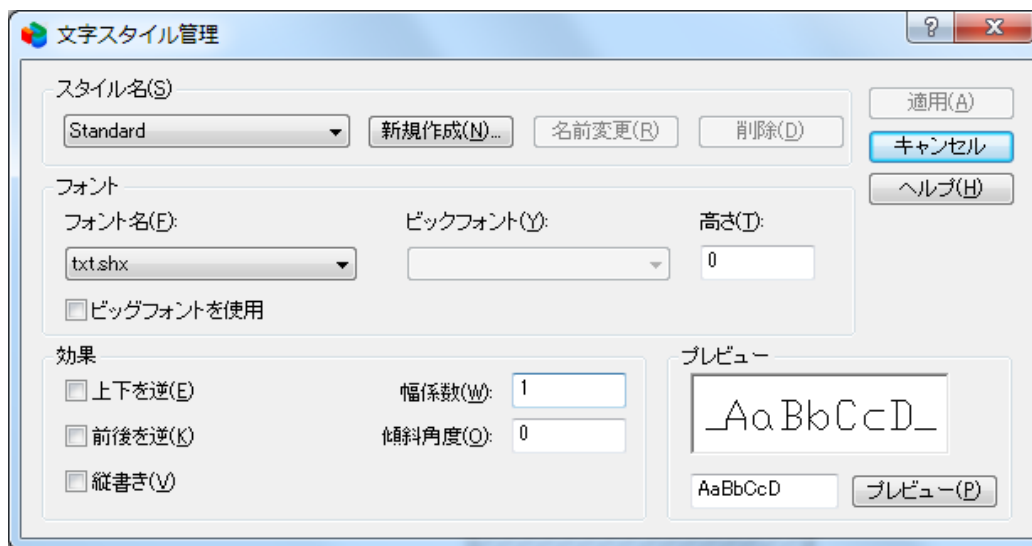 文字スタイル管理
スタイル名(S)
Standard
新規作成(N)...
名前変更(R)
削除(D)
適用(A)
キャンセル
ヘルプ(H)
フォント
フォント名(F):
ビックフォント(Y):
高さ(T):
txt.shx
0
ビッグフォントを使用
効果
上下を逆(E)
幅係数(W):
1
前後を逆(K)
傾斜角度(O):
0
縦書き(V)
プレビュー
_AaBbCcD_
AaBbCcD
プレビュー(P)